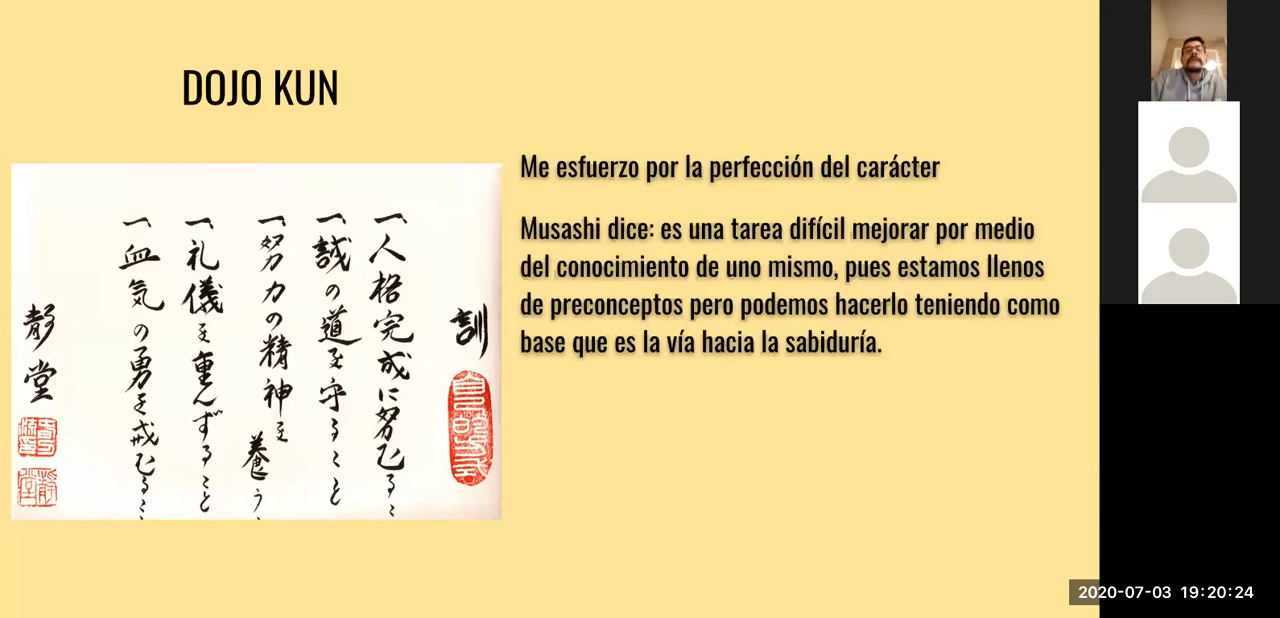 DOJO KUN
Me esfuerzo por la perfección del carácter
Musashi dice: es una tarea difícil mejorar por medio
del conocimiento de uno mismo, pues estamos llenos
de preconceptos pero podemos hacerlo teniendo como
base que es la vía hacia la sabiduría.
訓
一、人格完成に努むること
一、誠の道を守ること
一、努力の精神を養う
一、礼儀を重んずること
一、血気の勇を戒むるこ
静堂
2020-07-03 19:20:24